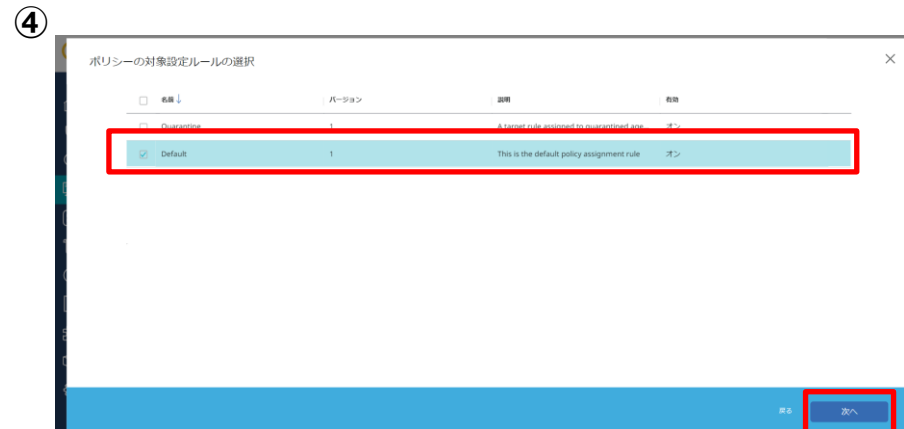 ④
ポリシーの対象設定ルールの選択
名前↓ バージョン 説明 有効
Quarantine 1 A target rule assigned to quarantined age... オン
Default 1 This is the default policy assignment rule オン
戻る 次へ